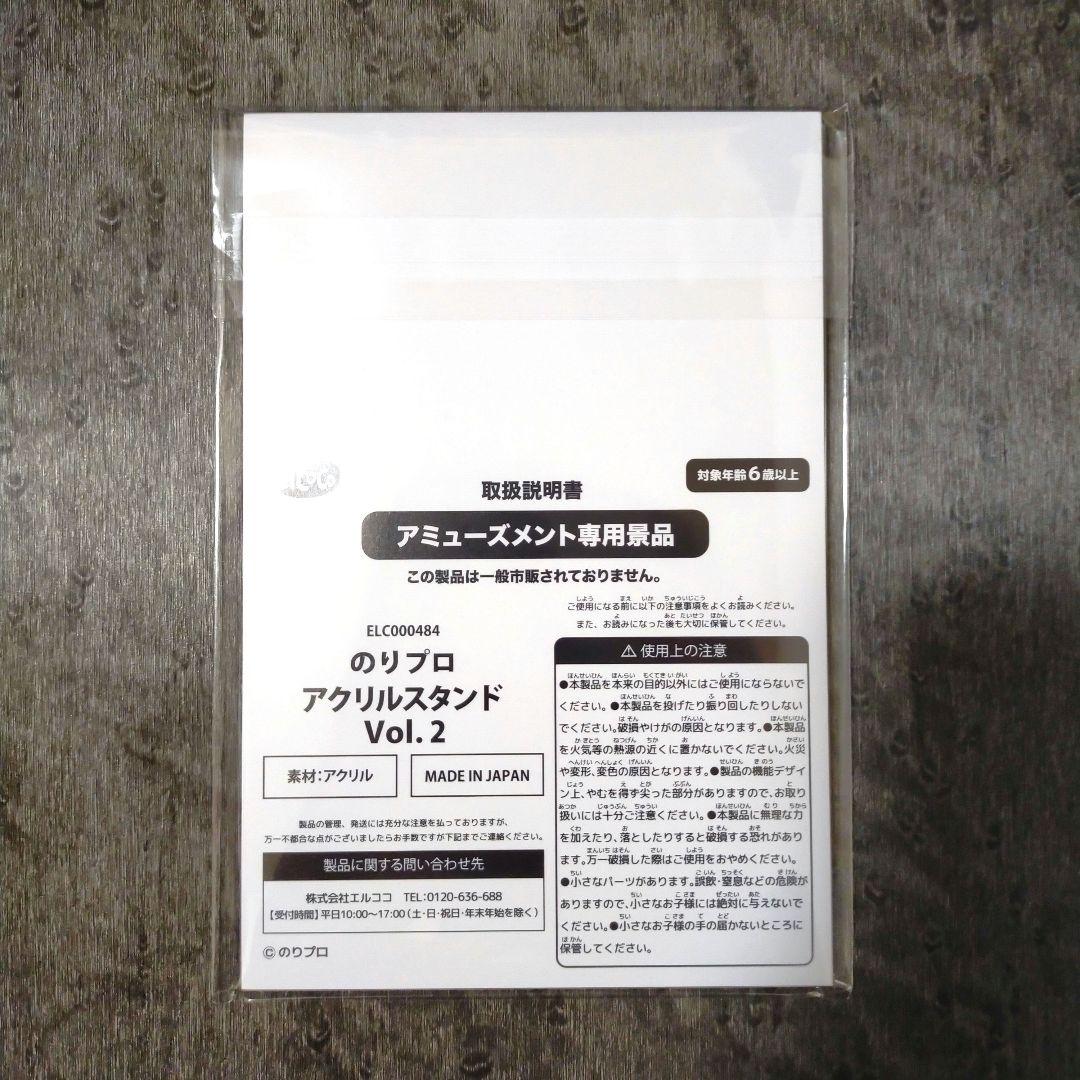 対象年齢6歳以上
取扱説明書
アミューズメント専用景品
この製品は一般市販されておりません。
ご使用になる前に以下の注意事項をよくお読みください。
また、お読みになった後も大切に保管してください。
ELC000484
のりプロ
アクリルスタンド
Vol. 2
素材：アクリル
MADE IN JAPAN
製品の管理、発送には充分な注意を払っておりますが、
万一不都合な点がございましたらお手数ですが下記までご連絡ください。
製品に関する問い合わせ先
株式会社エルココ TEL：0120-636-688
【受付時間】平日10:00～17:00（土・日・祝日・年末年始を除く）
© のりプロ
⚠ 使用上の注意
●本製品を本来の目的以外にはご使用にならないで
ください。●本製品を投げたり振り回したりしない
でください。破損やけがの原因となります。●本製品
を火気等の熱源の近くに置かないでください。火災
や変形、変色の原因となります。●製品の機能デザイ
ン上、やむを得ず尖った部分がありますので、お取り
扱いには十分ご注意ください。●本製品に無理な力
を加えたり、落としたりすると破損する恐れがあり
ます。万一破損した際はご使用をおやめください。
●小さなパーツがあります。誤飲・窒息などの危険が
ありますので、小さなお子様には絶対に与えないで
ください。●小さなお子様の手の届かないところに
保管してください。